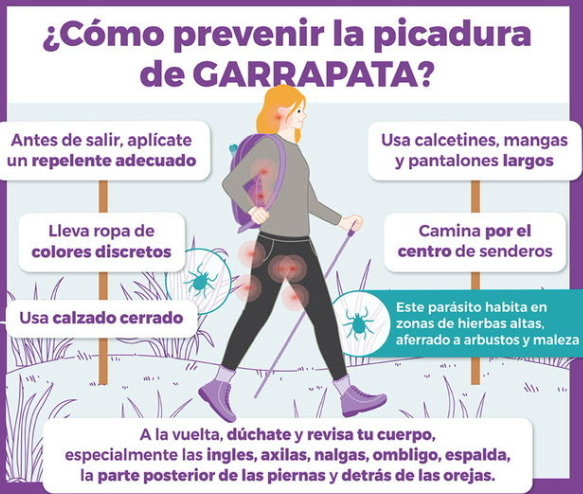 ¿Cómo prevenir la picadura
de GARRAPATA?
Antes de salir, aplícate
un repelente adecuado
Usa calcetines, mangas
y pantalones largos
Lleva ropa de
colores discretos
Camina por el
centro de senderos
Usa calzado cerrado
Este parásito habita en
zonas de hierbas altas,
aferrado a arbustos y maleza
A la vuelta, dúchate y revisa tu cuerpo,
especialmente las ingles, axilas, nalgas, ombligo, espalda,
la parte posterior de las piernas y detrás de las orejas.